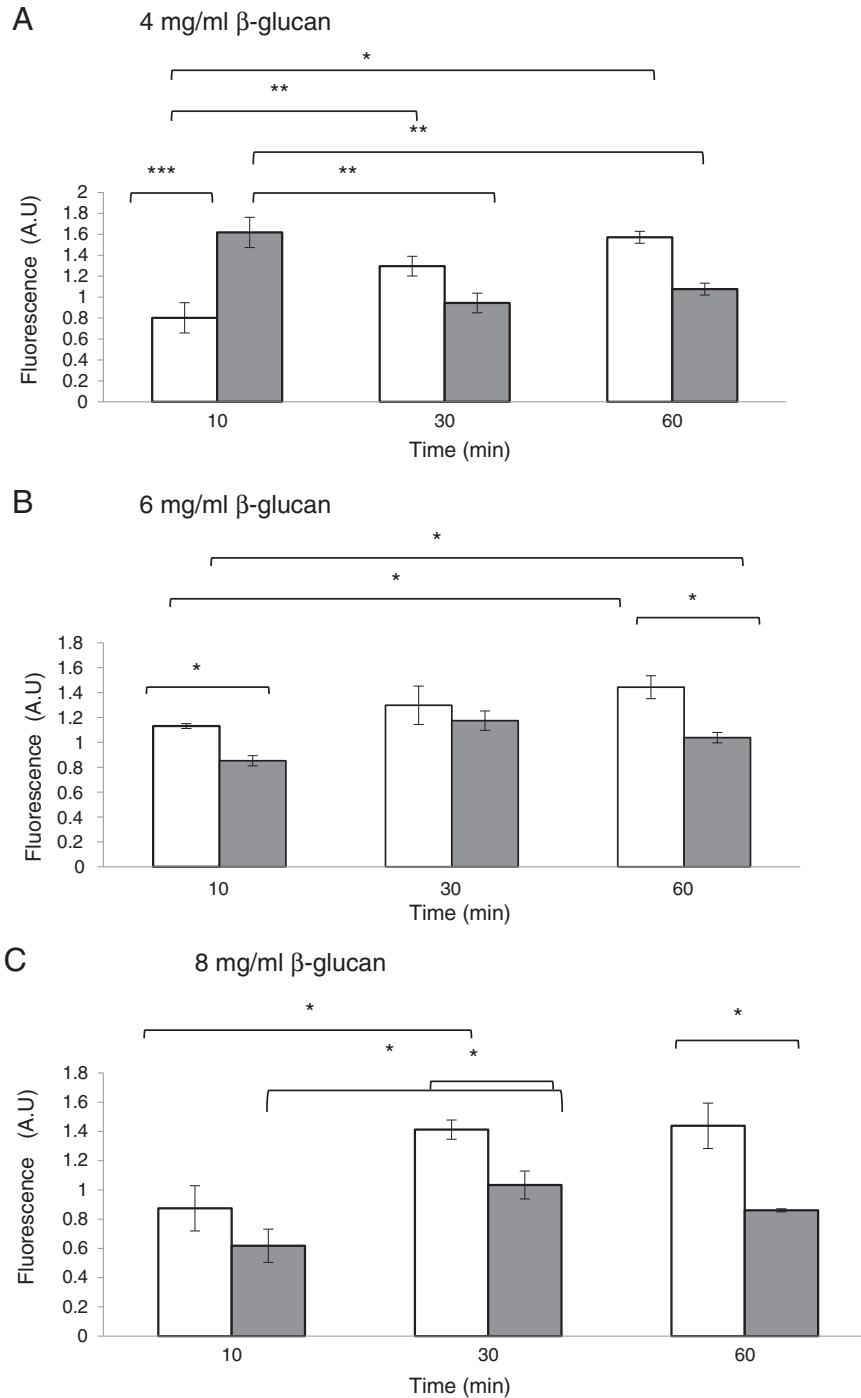 A
4 mg/ml β-glucan
*
**
**
***
**
Fluorescence (A.U)
2
1.8
1.6
1.4
1.2
1
0.8
0.6
0.4
0.2
0
10 30 60
Time (min)
B
6 mg/ml β-glucan
*
*
*
*
Fluorescence (A.U)
1.8
1.6
1.4
1.2
1
0.8
0.6
0.4
0.2
0
10 30 60
Time (min)
C
8 mg/ml β-glucan
*
*
*
*
Fluorescence (A.U)
1.8
1.6
1.4
1.2
1
0.8
0.6
0.4
0.2
0
10 30 60
Time (min)